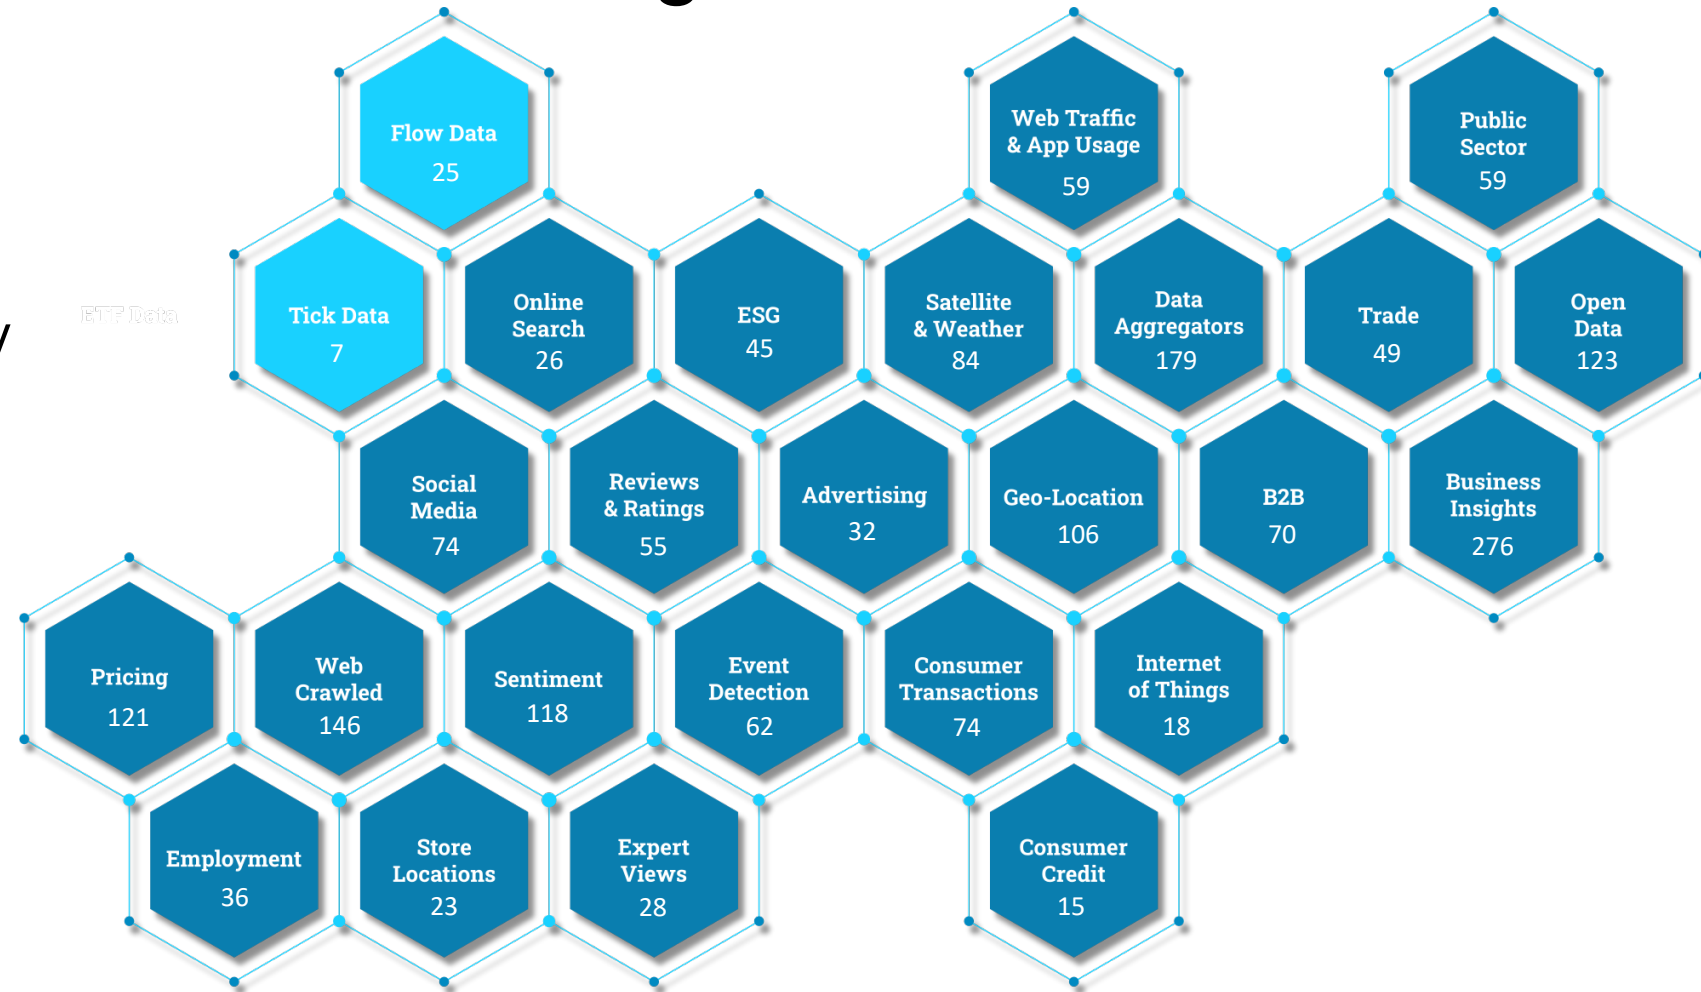 Flow Data
25
Web Traffic
& App Usage
59
Public
Sector
59
ETF Data
Tick Data
7
Online
Search
26
ESG
45
Satellite
& Weather
84
Data
Aggregators
179
Trade
49
Open
Data
123
Social
Media
74
Reviews
& Ratings
55
Advertising
32
Geo-Location
106
B2B
70
Business
Insights
276
Pricing
121
Web
Crawled
146
Sentiment
118
Event
Detection
62
Consumer
Transactions
74
Internet
of Things
18
Employment
36
Store
Locations
23
Expert
Views
28
Consumer
Credit
15